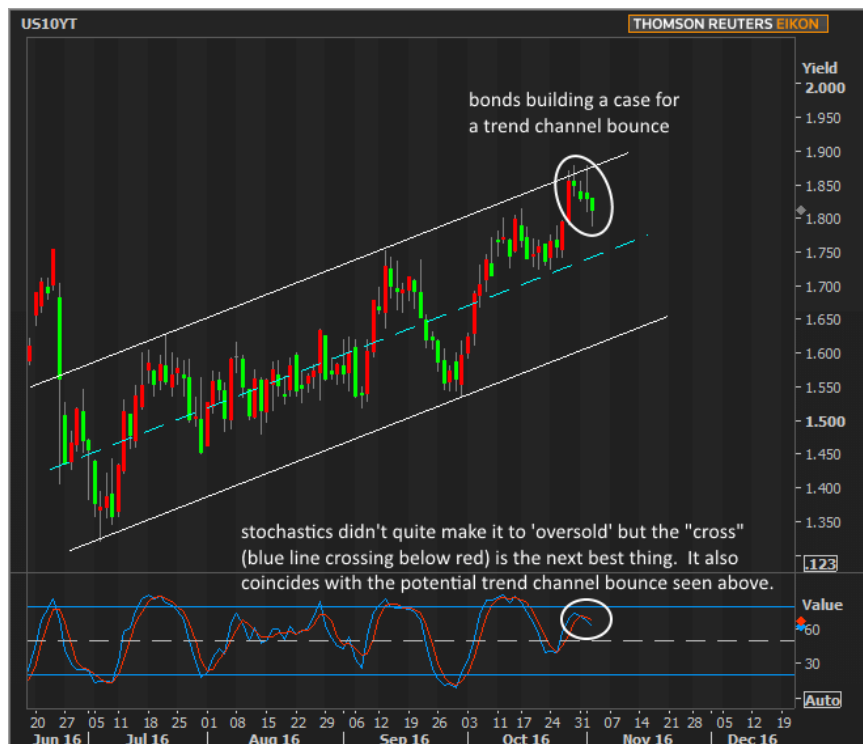 US10YT
THOMSON REUTERS EIKON
Yield
2.000
bonds building a case for
a trend channel bounce
1.950
1.900
1.850
1.800
1.750
1.700
1.650
1.600
1.550
1.500
1.450
1.400
1.350
stochastics didn't quite make it to 'oversold' but the "cross"
(blue line crossing below red) is the next best thing.  It also
coincides with the potential trend channel bounce seen above.
.123
Value
60
30
Auto
20 27 05 11 18 25 01 08 15 22 29 06 12 19 26 03 11 17 24 31 07 14 21 28 05 12 19
Jun 16 Jul 16 Aug 16 Sep 16 Oct 16 Nov 16 Dec 16